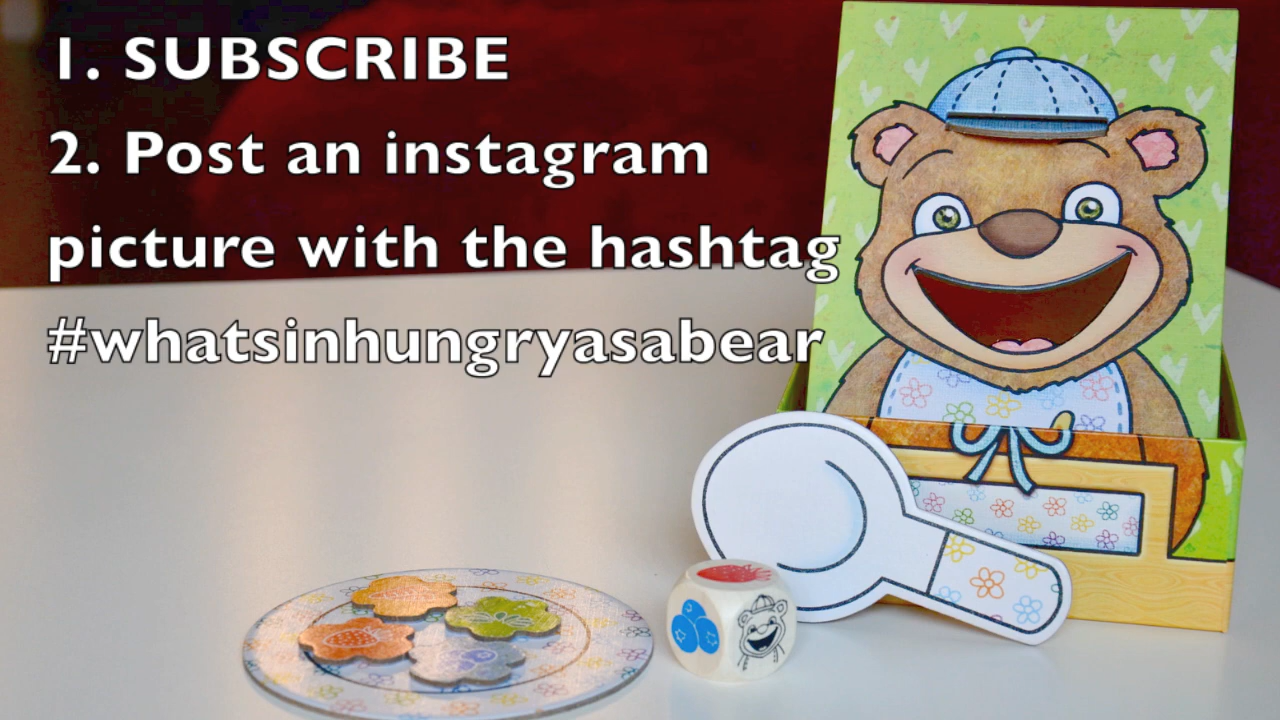 1. SUBSCRIBE
2. Post an instagram
picture with the hashtag
#whatsinhungryasabear